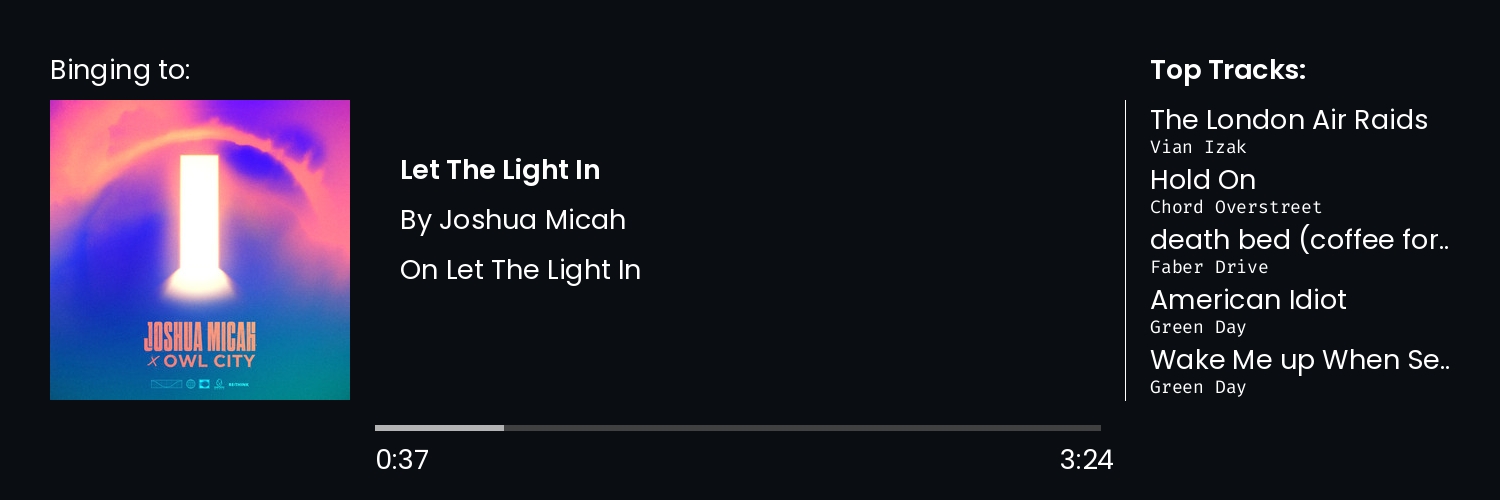 Binging to:
Let The Light In
By Joshua Micah
On Let The Light In
JOSHUA MICAH
X OWL CITY
RE:THINK
0:37
3:24
Top Tracks:
The London Air Raids
Vian Izak
Hold On
Chord Overstreet
death bed (coffee for..
Faber Drive
American Idiot
Green Day
Wake Me up When Se..
Green Day